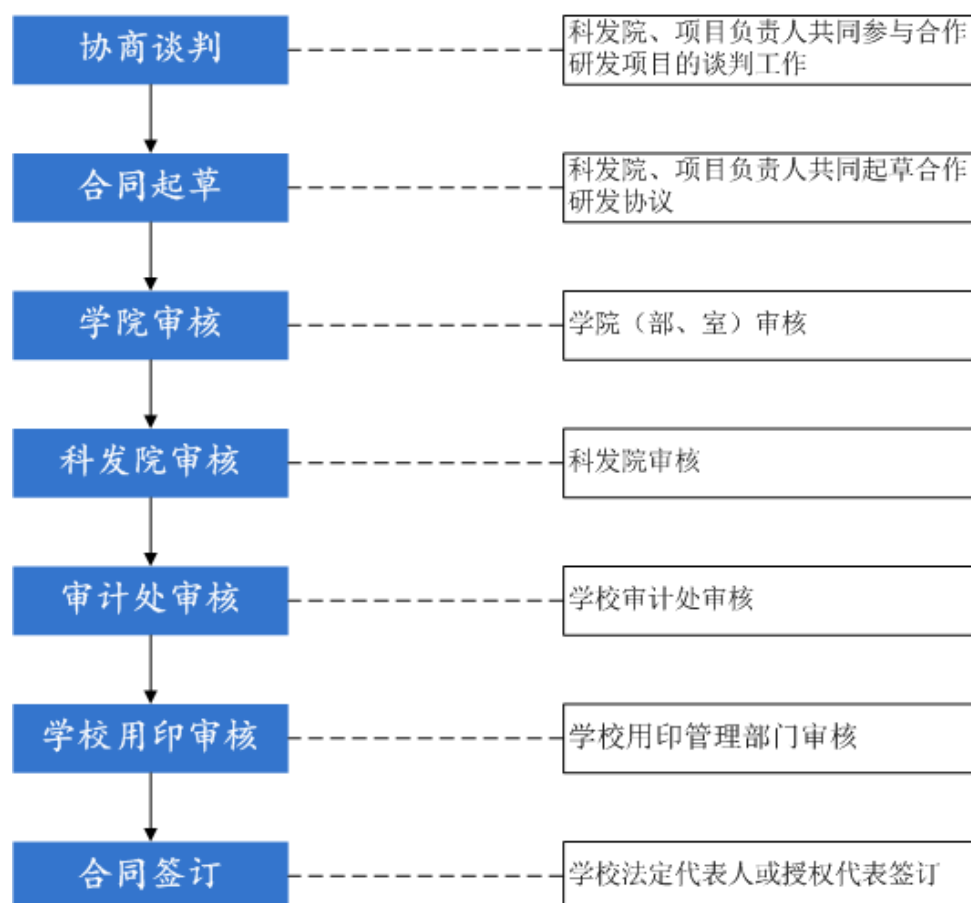 协商谈判
科发院、项目负责人共同参与合作
研发项目的谈判工作
合同起草
科发院、项目负责人共同起草合作
研发协议
学院审核
学院（部、室）审核
科发院审核
科发院审核
审计处审核
学校审计处审核
学校用印审核
学校用印管理部门审核
合同签订
学校法定代表人或授权代表签订